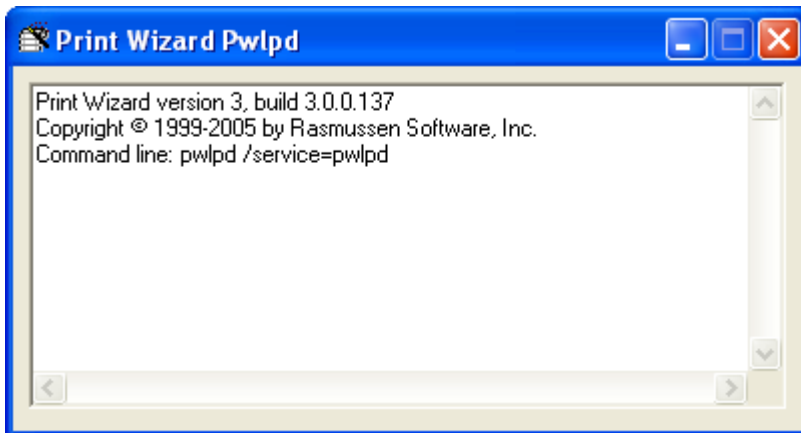 Print Wizard Pwlpd
Print Wizard version 3, build 3.0.0.137
Copyright © 1999-2005 by Rasmussen Software, Inc.
Command line: pwlpd /service=pwlpd